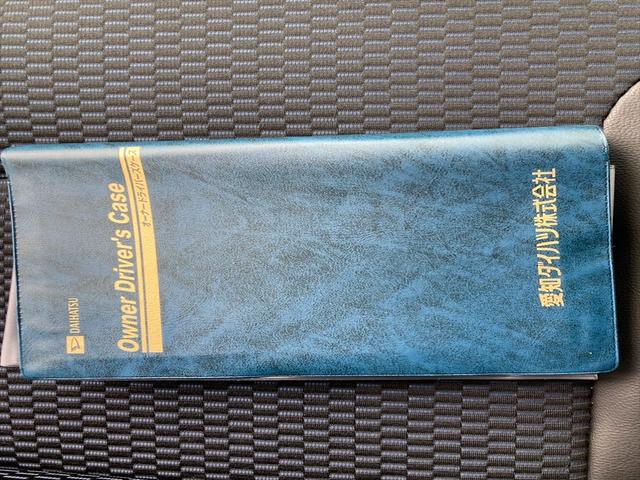 DAIHATSU
Owner Driver's Case
オーナードライバーズケース
愛知ダイハツ株式会社